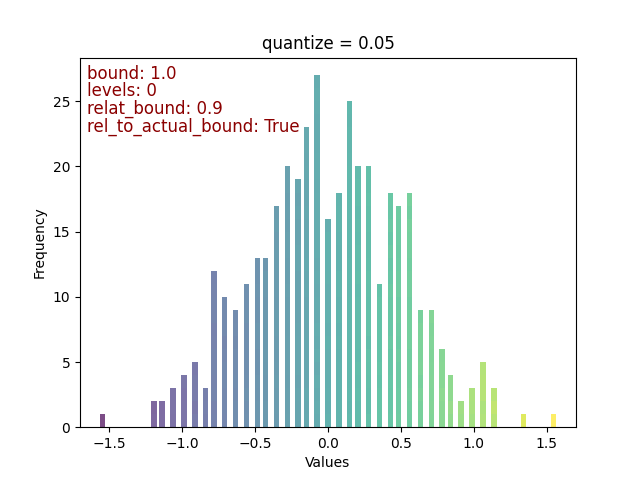 quantize = 0.05
bound: 1.0
levels: 0
relat_bound: 0.9
rel_to_actual_bound: True
25
20
15
10
5
0
Frequency
−1.5 −1.0 −0.5 0.0 0.5 1.0 1.5
Values